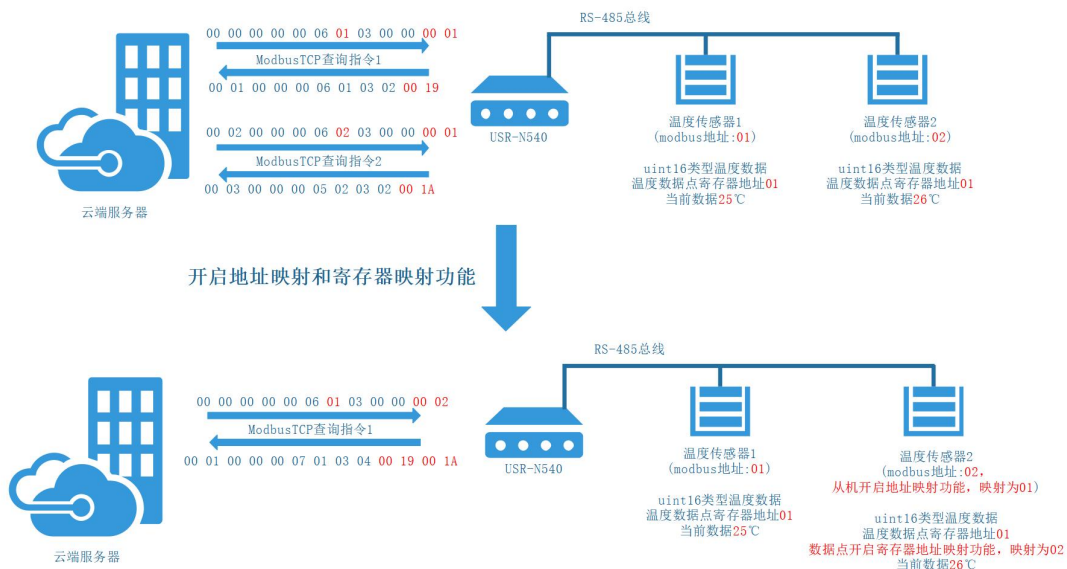 RS-485总线
00 00 00 00 00 06 01 03 00 00 00 01
ModbusTCP查询指令1
00 01 00 00 00 06 01 03 02 00 19
USR-N540
00 02 00 00 00 06 02 03 00 00 00 01
ModbusTCP查询指令2
00 03 00 00 00 05 02 03 02 00 1A
云端服务器
温度传感器1
(modbus地址:01)
uint16类型温度数据
温度数据点寄存器地址01
当前数据25℃
温度传感器2
(modbus地址:02)
uint16类型温度数据
温度数据点寄存器地址01
当前数据26℃
开启地址映射和寄存器映射功能
RS-485总线
00 00 00 00 00 06 01 03 00 00 00 02
ModbusTCP查询指令1
00 01 00 00 00 07 01 03 04 00 19 00 1A
USR-N540
云端服务器
温度传感器1
(modbus地址:01)
uint16类型温度数据
温度数据点寄存器地址01
当前数据25℃
温度传感器2
(modbus地址:02,
从机开启地址映射功能，映射为01)
uint16类型温度数据
温度数据点寄存器地址01
数据点开启寄存器地址映射功能，映射为02
当前数据26℃